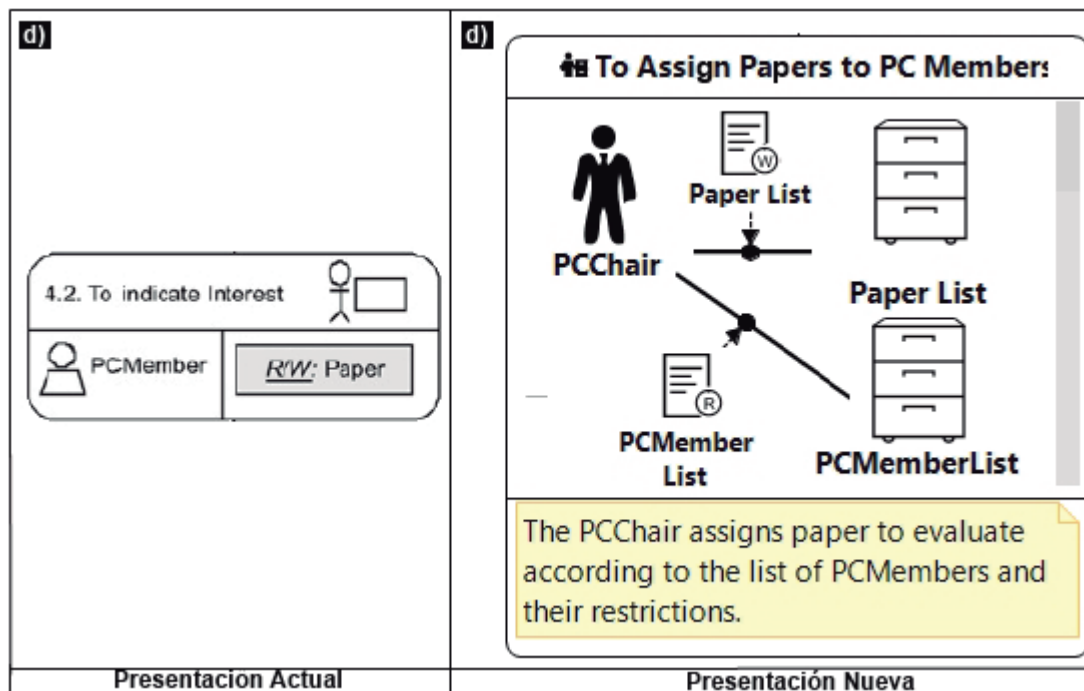 d)
4.2. To indicate Interest
PCMember
R/W: Paper
Presentación Actual
d)
To Assign Papers to PC Members
W
Paper List
PCChair
Paper List
R
PCMember
List
PCMemberList
The PCChair assigns paper to evaluate
according to the list of PCMembers and
their restrictions.
Presentación Nueva